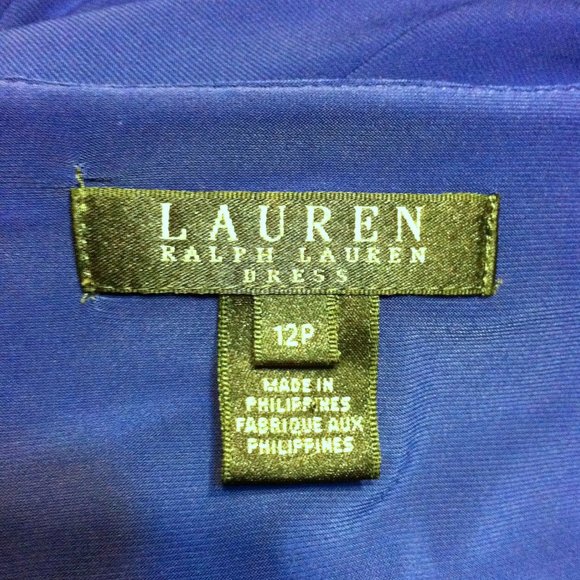 LAUREN
RALPH LAUREN
DRESS
12P
MADE IN
PHILIPPINES
FABRIQUE AUX
PHILIPPINES